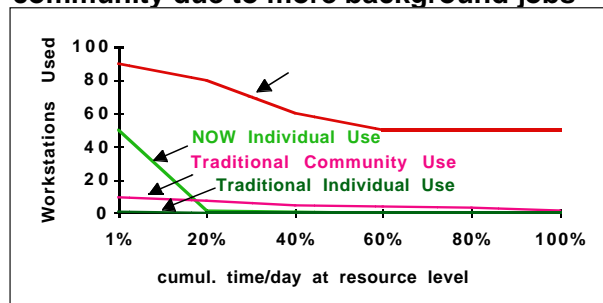 community due to more background jobs
100
80
60
40
20
0
Workstations Used
NOW Individual Use
Traditional Community Use
Traditional Individual Use
1% 20% 40% 60% 80% 100%
cumul. time/day at resource level